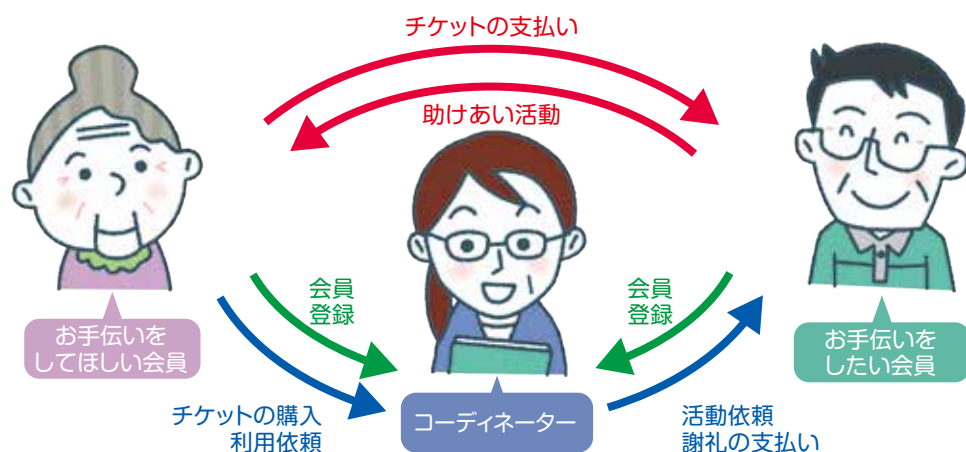 チケットの支払い
助けあい活動
会員
登録
会員
登録
お手伝いを
してほしい会員
お手伝いを
したい会員
チケットの購入
利用依頼
コーディネーター
活動依頼
謝礼の支払い